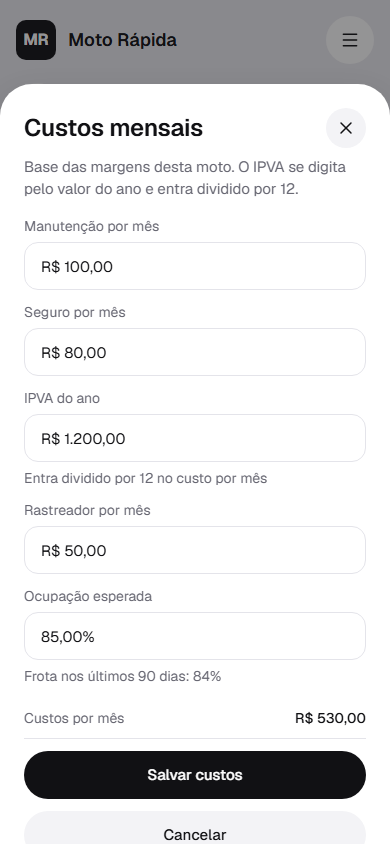 MR Moto Rápida
Custos mensais
Base das margens desta moto. O IPVA se digita
pelo valor do ano e entra dividido por 12.
Manutenção por mês
R$ 100,00
Seguro por mês
R$ 80,00
IPVA do ano
R$ 1.200,00
Entra dividido por 12 no custo por mês
Rastreador por mês
R$ 50,00
Ocupação esperada
85,00%
Frota nos últimos 90 dias: 84%
Custos por mês R$ 530,00
Salvar custos
Cancelar